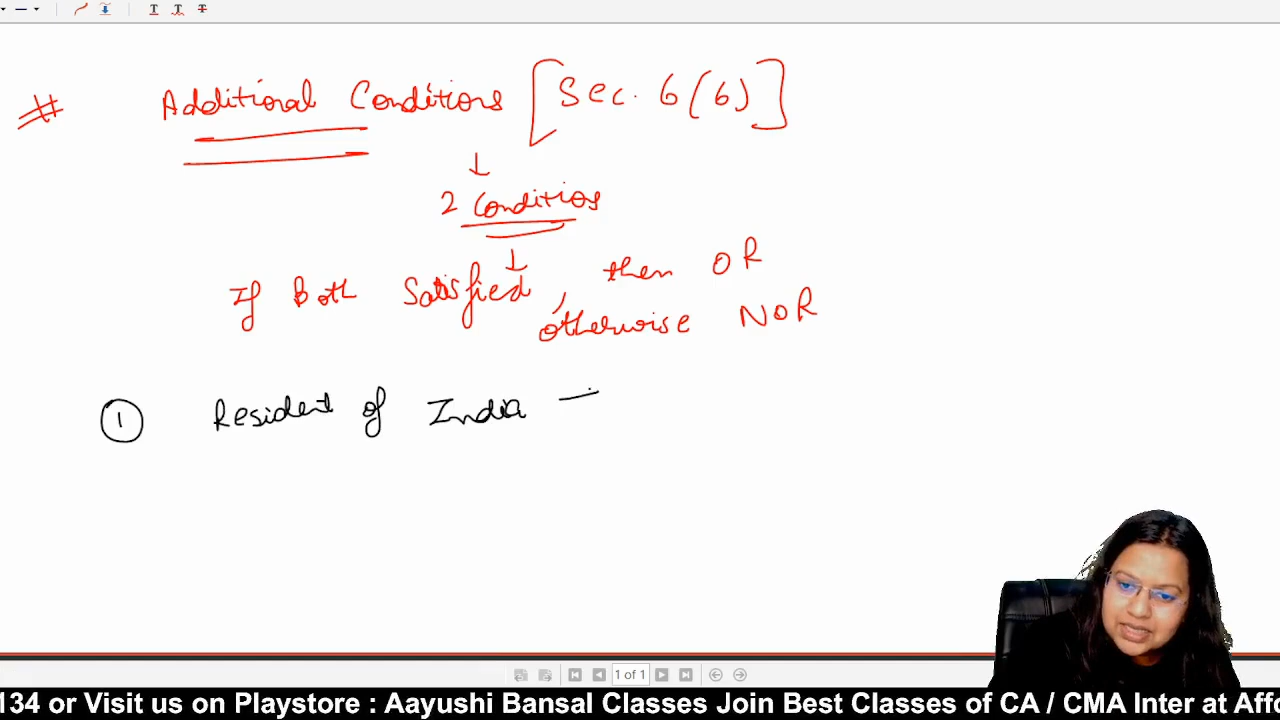 # Additional Conditions [Sec. 6(6)]
↓
2 Conditions
↓
If Both Satisfied, then OR
otherwise NOR
① Resident of India
1 of 1
134 or Visit us on Playstore : Aayushi Bansal Classes Join Best Classes of CA / CMA Inter at Affo